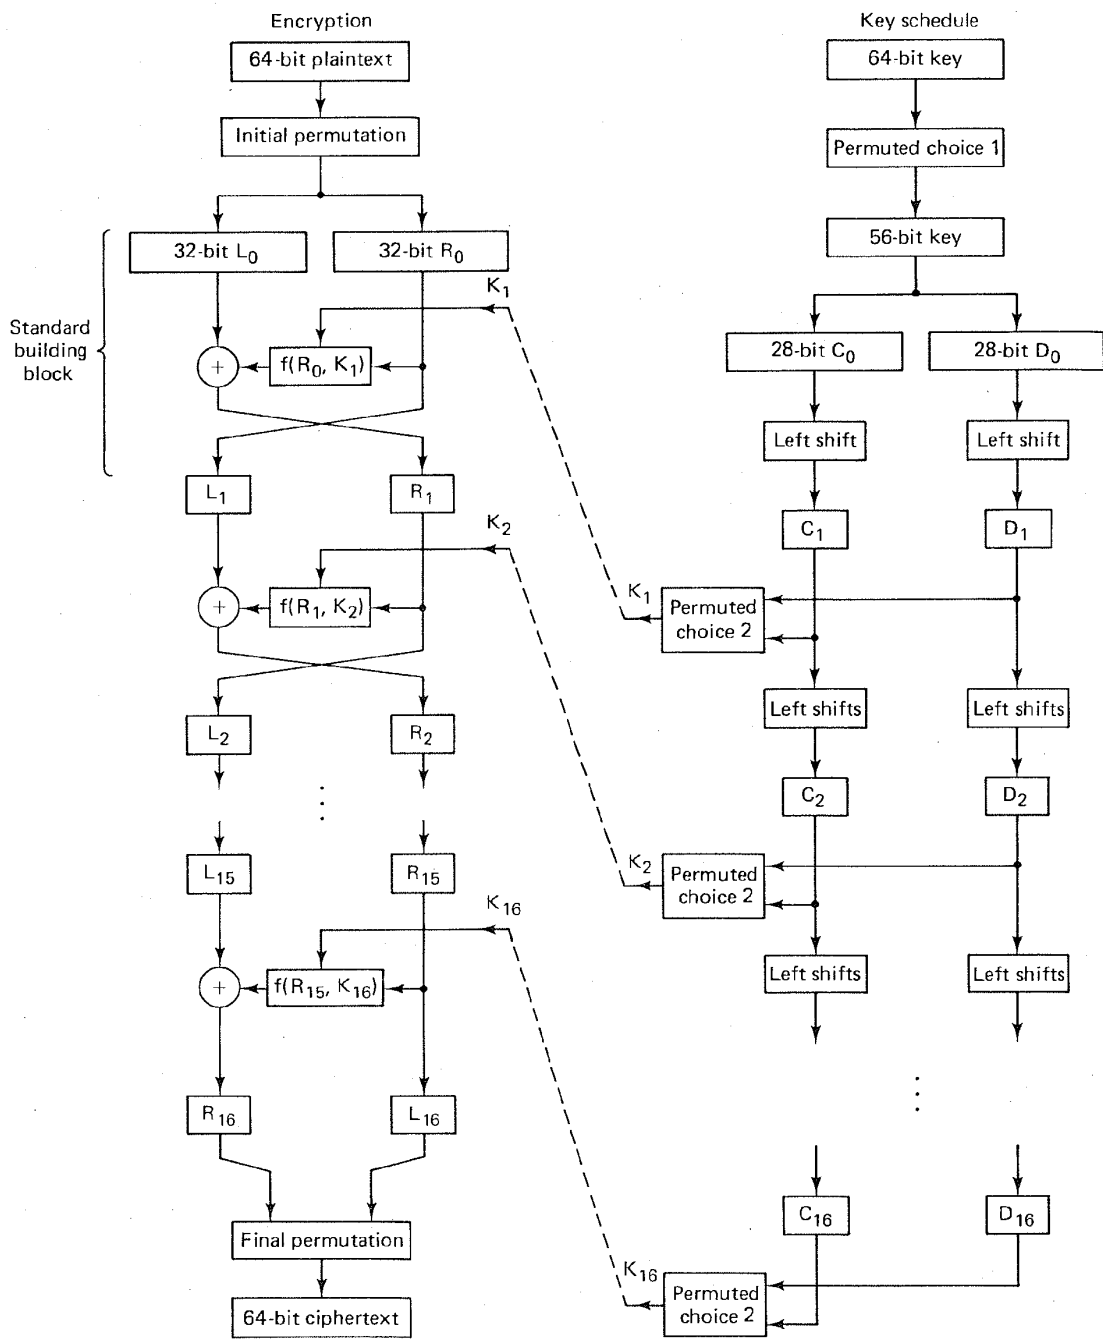 Encryption
64-bit plaintext
Initial permutation
32-bit L₀
32-bit R₀
K₁
Standard
building
block
+
f(R₀, K₁)
L₁
R₁
K₂
+
f(R₁, K₂)
L₂
R₂
L₁₅
R₁₅
K₁₆
+
f(R₁₅, K₁₆)
R₁₆
L₁₆
Final permutation
64-bit ciphertext
Key schedule
64-bit key
Permuted choice 1
56-bit key
28-bit C₀
28-bit D₀
Left shift
Left shift
C₁
D₁
K₁
Permuted
choice 2
Left shifts
Left shifts
C₂
D₂
K₂
Permuted
choice 2
Left shifts
Left shifts
C₁₆
D₁₆
K₁₆
Permuted
choice 2